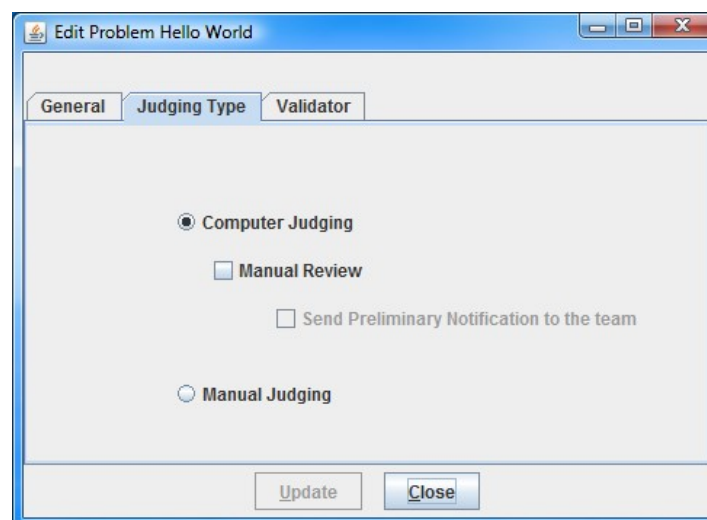 Edit Problem Hello World
General Judging Type Validator
Computer Judging
Manual Review
Send Preliminary Notification to the team
Manual Judging
Update Close